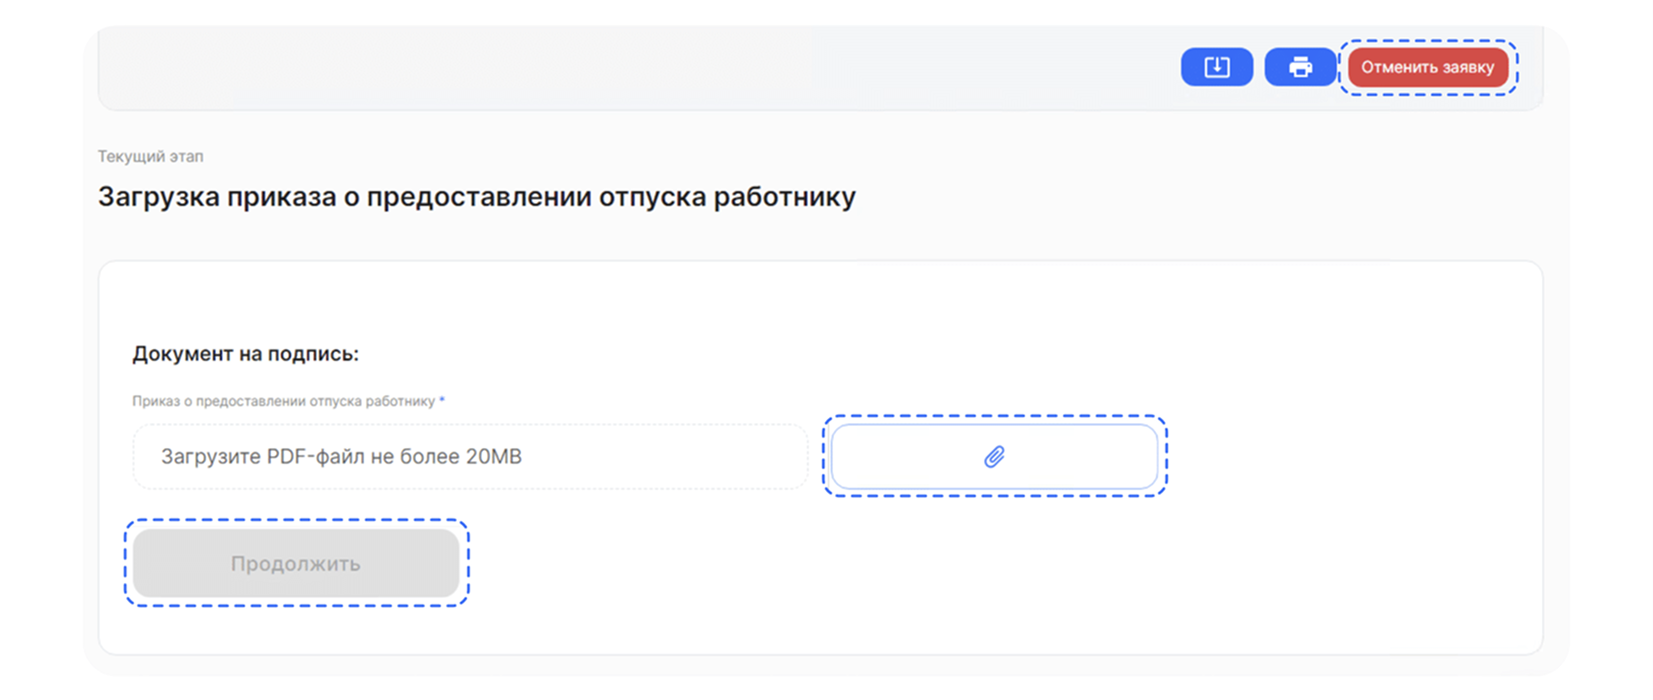 Отменить заявку
Текущий этап
Загрузка приказа о предоставлении отпуска работнику
Документ на подпись:
Приказ о предоставлении отпуска работнику *
Загрузите PDF-файл не более 20MB
Продолжить